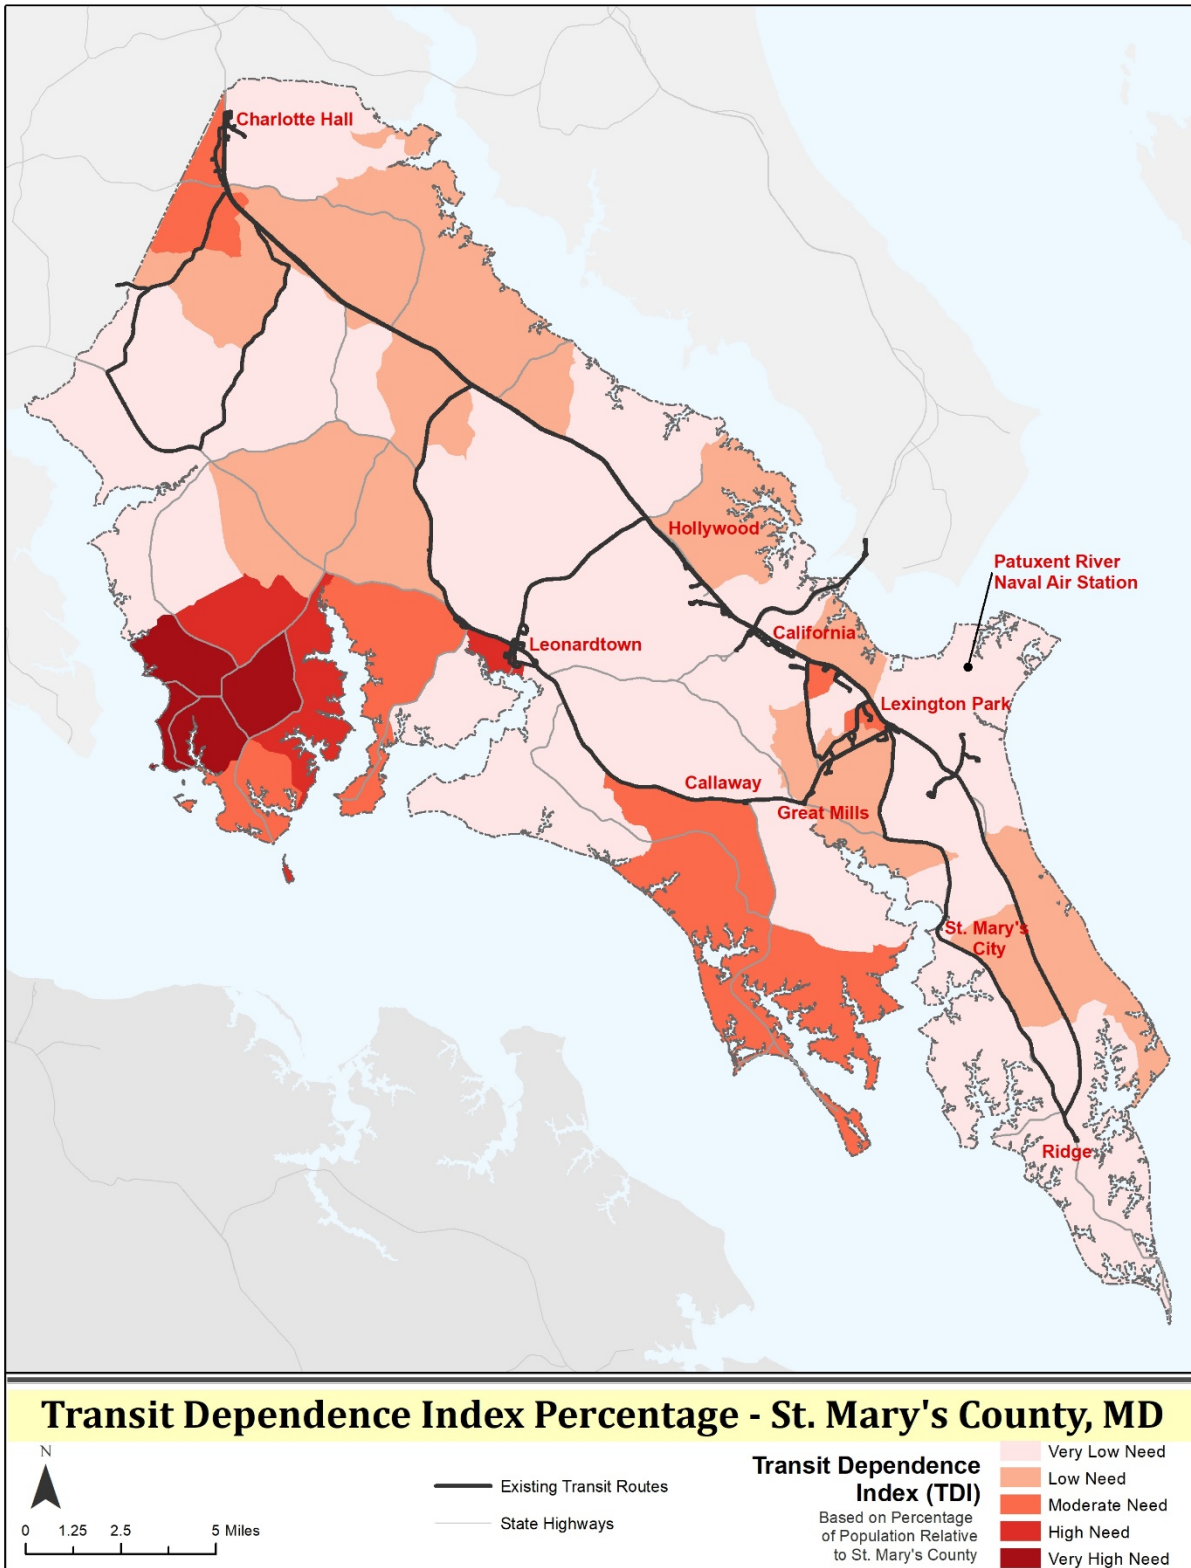 Charlotte Hall
Hollywood
Patuxent River
Naval Air Station
California
Leonardtown
Lexington Park
Callaway
Great Mills
St. Mary's
City
Ridge
Transit Dependence Index Percentage - St. Mary's County, MD
N
0 1.25 2.5 5 Miles
Existing Transit Routes
State Highways
Transit Dependence
Index (TDI)
Based on Percentage
of Population Relative
to St. Mary's County
Very Low Need
Low Need
Moderate Need
High Need
Very High Need